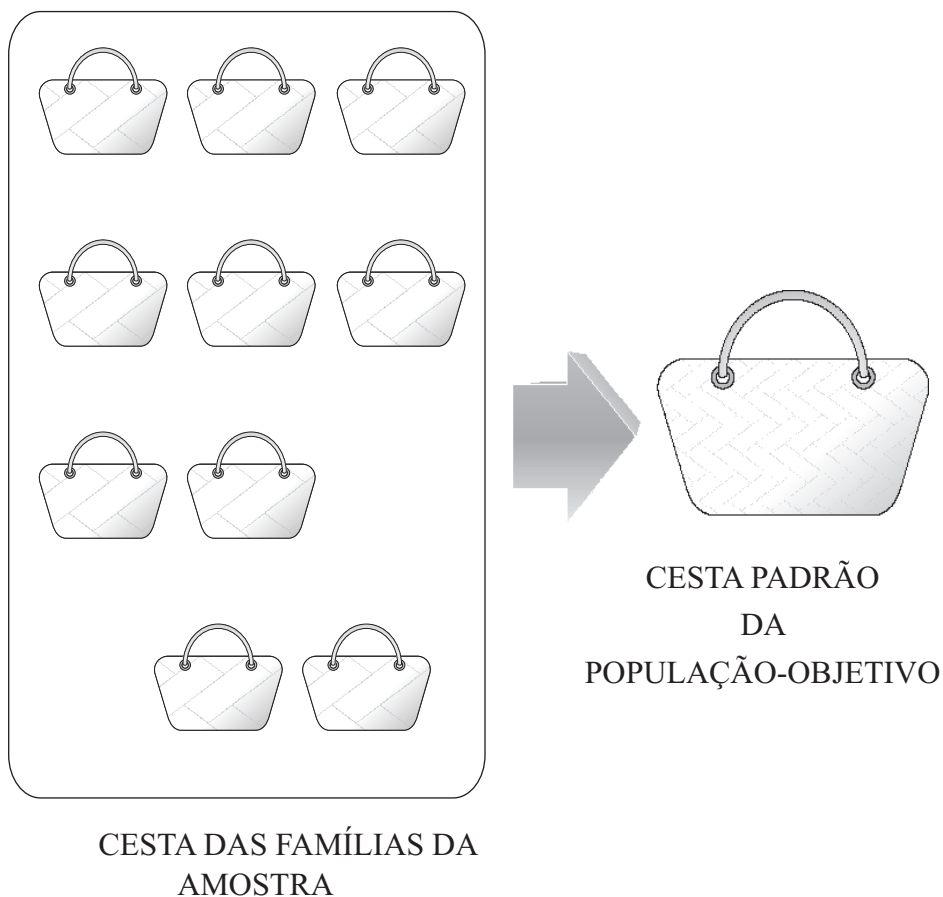 CESTA PADRÃO
DA
POPULAÇÃO-OBJETIVO
CESTA DAS FAMÍLIAS DA
AMOSTRA